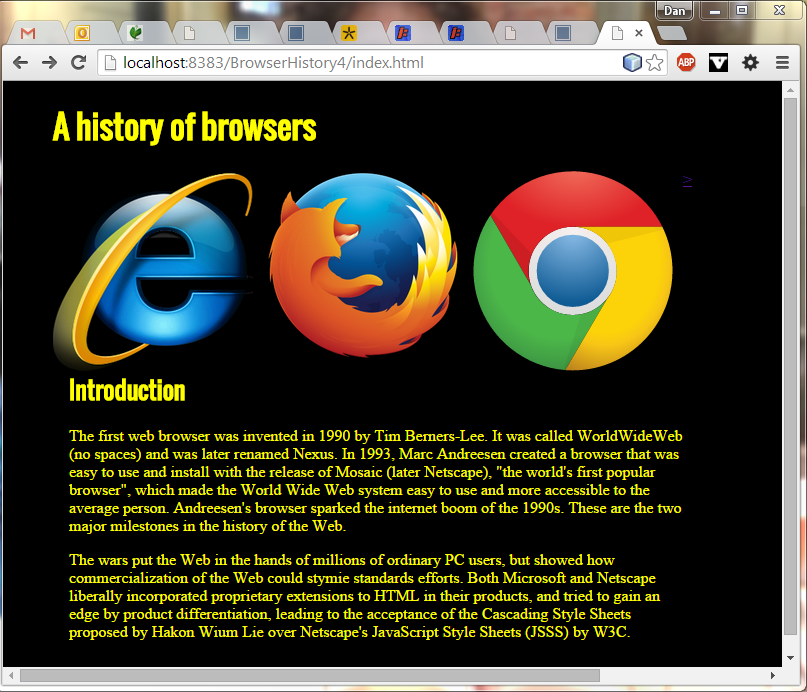 Dan
localhost:8383/BrowserHistory4/index.html
ABP
A history of browsers
≥
Introduction
The first web browser was invented in 1990 by Tim Berners-Lee. It was called WorldWideWeb
(no spaces) and was later renamed Nexus. In 1993, Marc Andreesen created a browser that was
easy to use and install with the release of Mosaic (later Netscape), "the world's first popular
browser", which made the World Wide Web system easy to use and more accessible to the
average person. Andreesen's browser sparked the internet boom of the 1990s. These are the two
major milestones in the history of the Web.
The wars put the Web in the hands of millions of ordinary PC users, but showed how
commercialization of the Web could stymie standards efforts. Both Microsoft and Netscape
liberally incorporated proprietary extensions to HTML in their products, and tried to gain an
edge by product differentiation, leading to the acceptance of the Cascading Style Sheets
proposed by Hakon Wium Lie over Netscape's JavaScript Style Sheets (JSSS) by W3C.